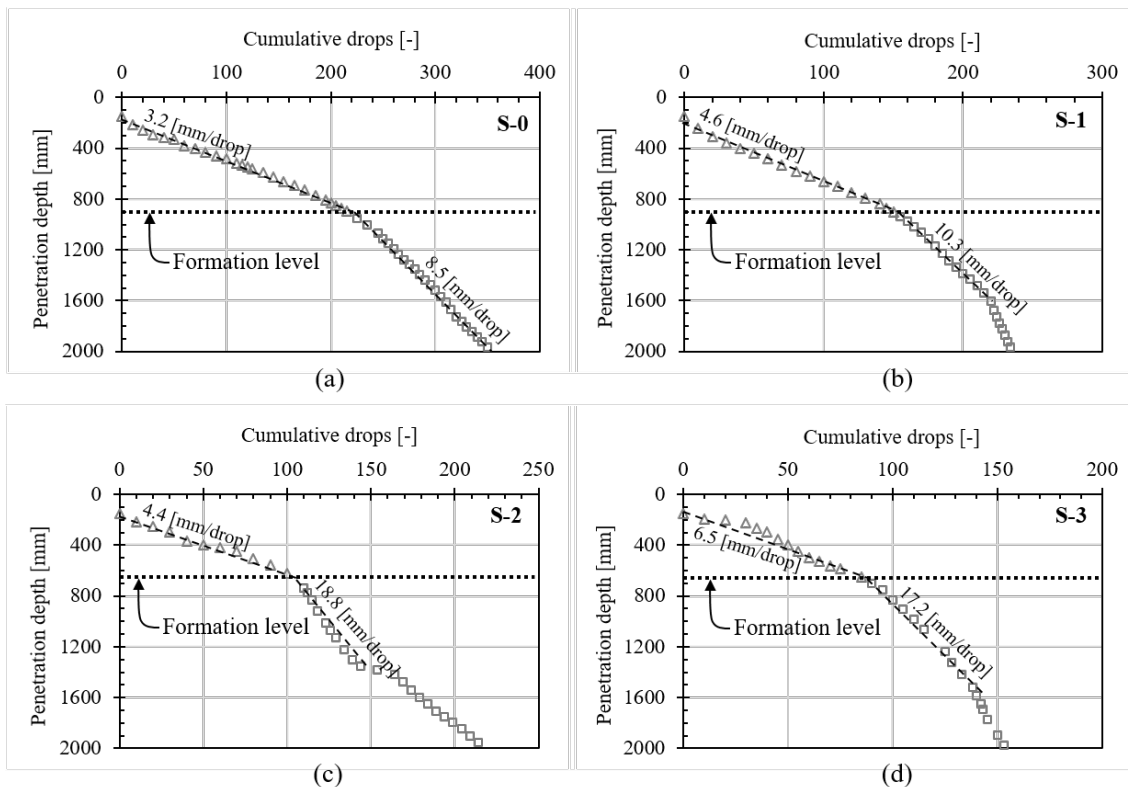 Cumulative drops [-]
0 100 200 300 400
0
400
800
1200
1600
2000
Penetration depth [mm]
S-0
3.2 [mm/drop]
8.5 [mm/drop]
Formation level
(a)
Cumulative drops [-]
0 100 200 300
0
400
800
1200
1600
2000
Penetration depth [mm]
S-1
4.6 [mm/drop]
10.3 [mm/drop]
Formation level
(b)
Cumulative drops [-]
0 50 100 150 200 250
0
400
800
1200
1600
2000
Penetration depth [mm]
S-2
4.4 [mm/drop]
18.8 [mm/drop]
Formation level
(c)
Cumulative drops [-]
0 50 100 150 200
0
400
800
1200
1600
2000
Penetration depth [mm]
S-3
6.5 [mm/drop]
17.2 [mm/drop]
Formation level
(d)